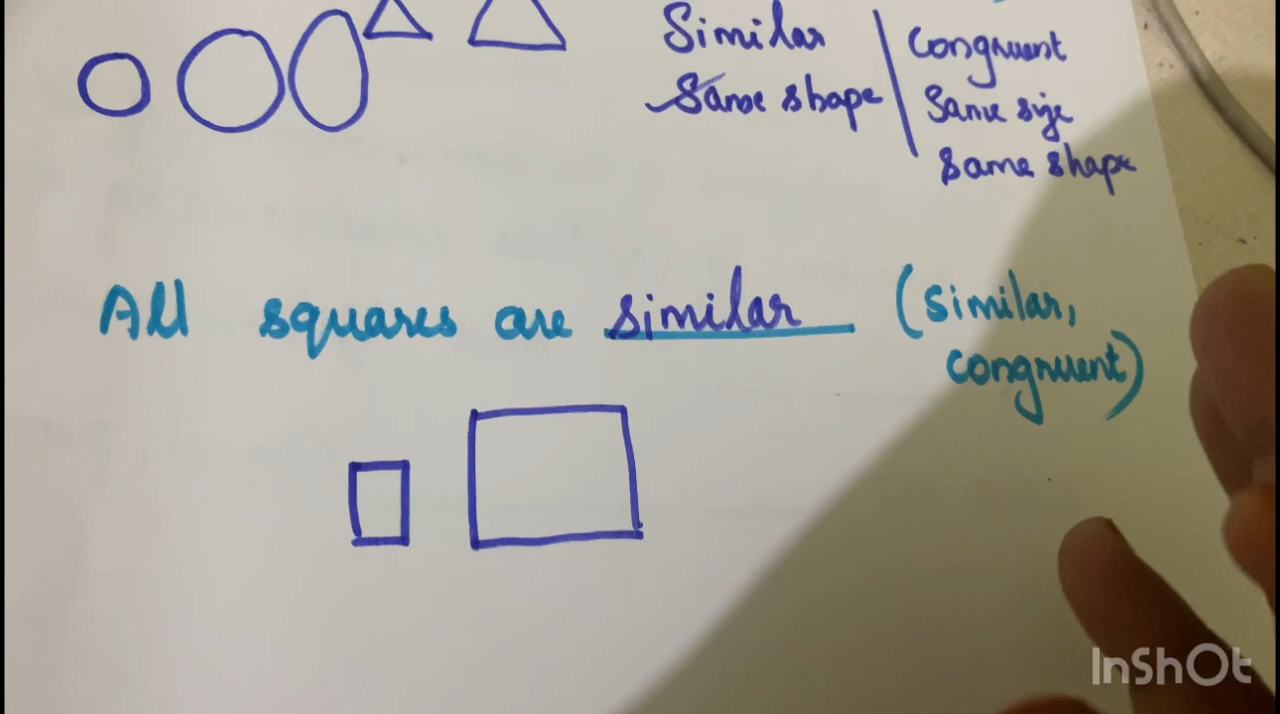 Similar
Same shape
Congruent
Same size
Same shape
All squares are similar (similar,
congruent)
InShOt